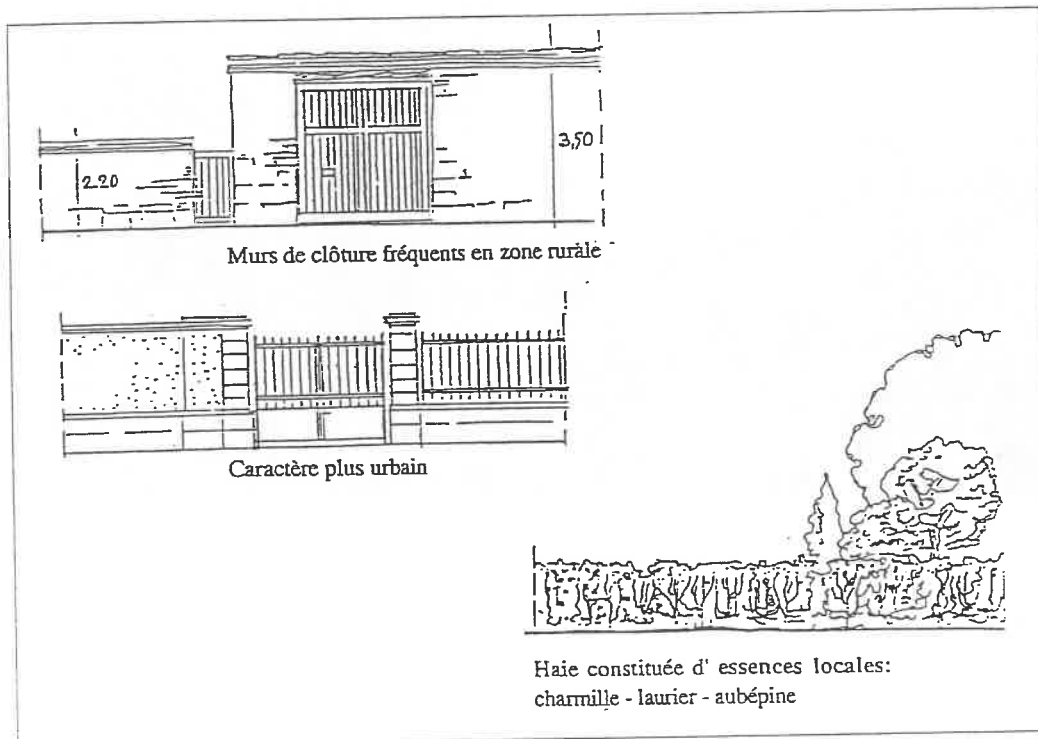 3,50
2.20
Murs de clôture fréquents en zone rurale
Caractère plus urbain
Haie constituée d' essences locales:
charmille - laurier - aubépine